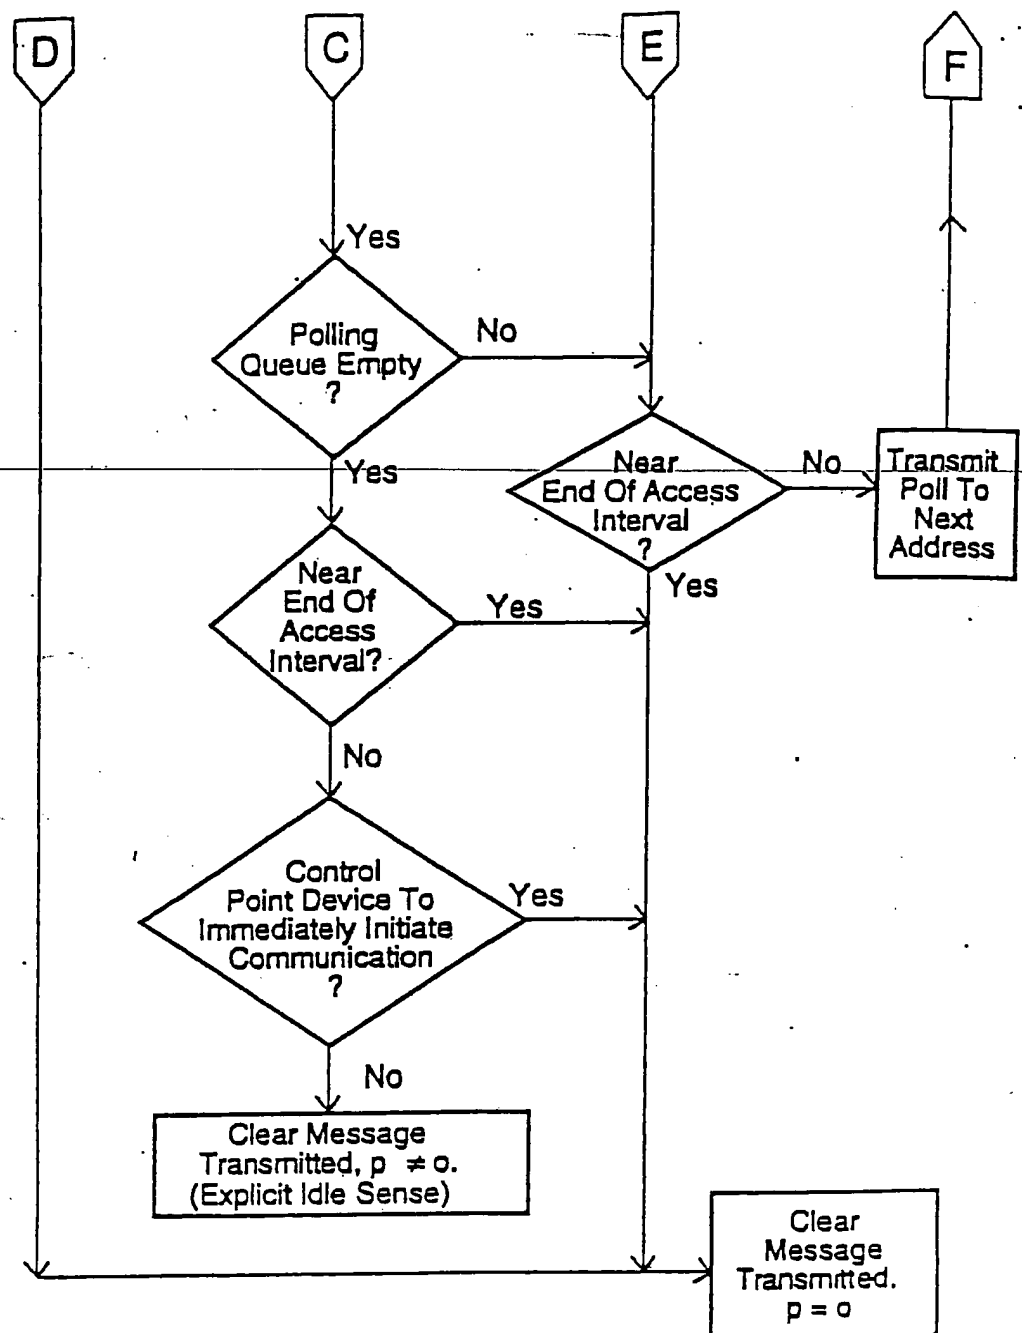 D
C
E
F
Yes
Polling
Queue Empty
?
No
Yes
Near
End Of Access
Interval
?
No
Transmit
Poll To
Next
Address
Yes
Near
End Of
Access
Interval?
Yes
No
Control
Point Device To
Immediately Initiate
Communication
?
Yes
No
Clear Message
Transmitted, p ≠ o.
(Explicit Idle Sense)
Clear
Message
Transmitted.
p = o